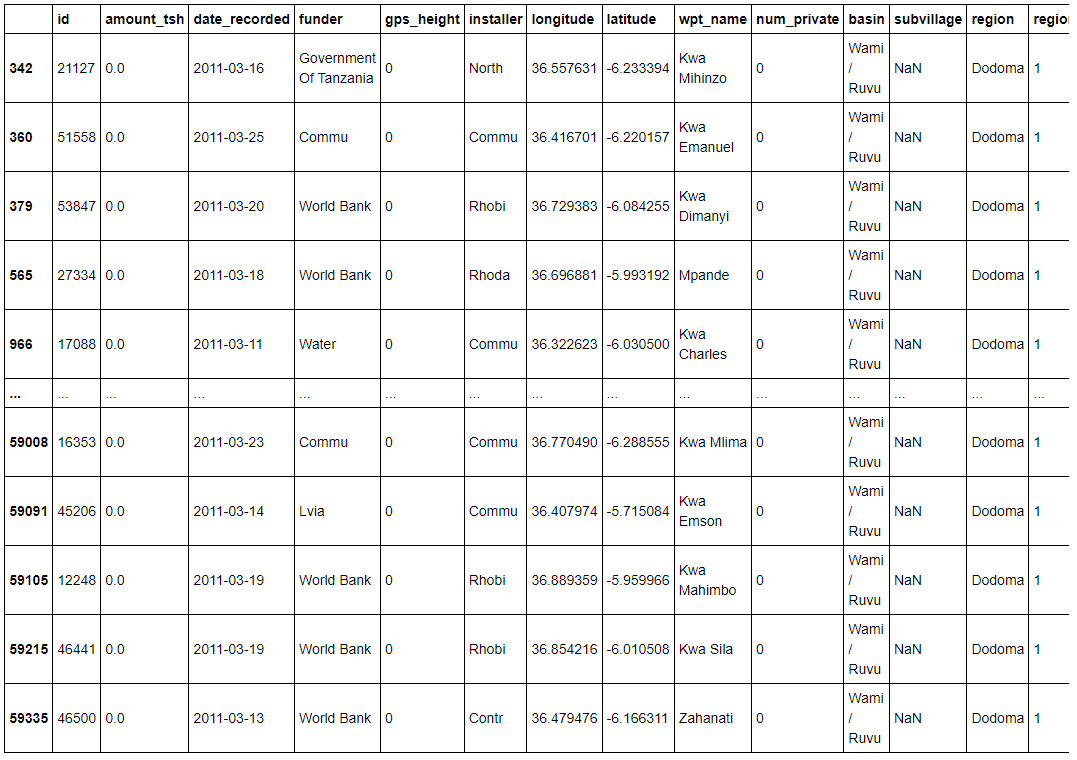 id amount_tsh date_recorded funder gps_height installer longitude latitude wpt_name num_private basin subvillage region regio
342 21127 0.0 2011-03-16 Government Of Tanzania 0 North 36.557631 -6.233394 Kwa Mihinzo 0 Wami / Ruvu NaN Dodoma 1
360 51558 0.0 2011-03-25 Commu 0 Commu 36.416701 -6.220157 Kwa Emanuel 0 Wami / Ruvu NaN Dodoma 1
379 53847 0.0 2011-03-20 World Bank 0 Rhobi 36.729383 -6.084255 Kwa Dimanyi 0 Wami / Ruvu NaN Dodoma 1
565 27334 0.0 2011-03-18 World Bank 0 Rhoda 36.696881 -5.993192 Mpande 0 Wami / Ruvu NaN Dodoma 1
966 17088 0.0 2011-03-11 Water 0 Commu 36.322623 -6.030500 Kwa Charles 0 Wami / Ruvu NaN Dodoma 1
... ... ... ... ... ... ... ... ... ... ... ... ... ... ...
59008 16353 0.0 2011-03-23 Commu 0 Commu 36.770490 -6.288555 Kwa Mlima 0 Wami / Ruvu NaN Dodoma 1
59091 45206 0.0 2011-03-14 Lvia 0 Commu 36.407974 -5.715084 Kwa Emson 0 Wami / Ruvu NaN Dodoma 1
59105 12248 0.0 2011-03-19 World Bank 0 Rhobi 36.889359 -5.959966 Kwa Mahimbo 0 Wami / Ruvu NaN Dodoma 1
59215 46441 0.0 2011-03-19 World Bank 0 Rhobi 36.854216 -6.010508 Kwa Sila 0 Wami / Ruvu NaN Dodoma 1
59335 46500 0.0 2011-03-13 World Bank 0 Contr 36.479476 -6.166311 Zahanati 0 Wami / Ruvu NaN Dodoma 1